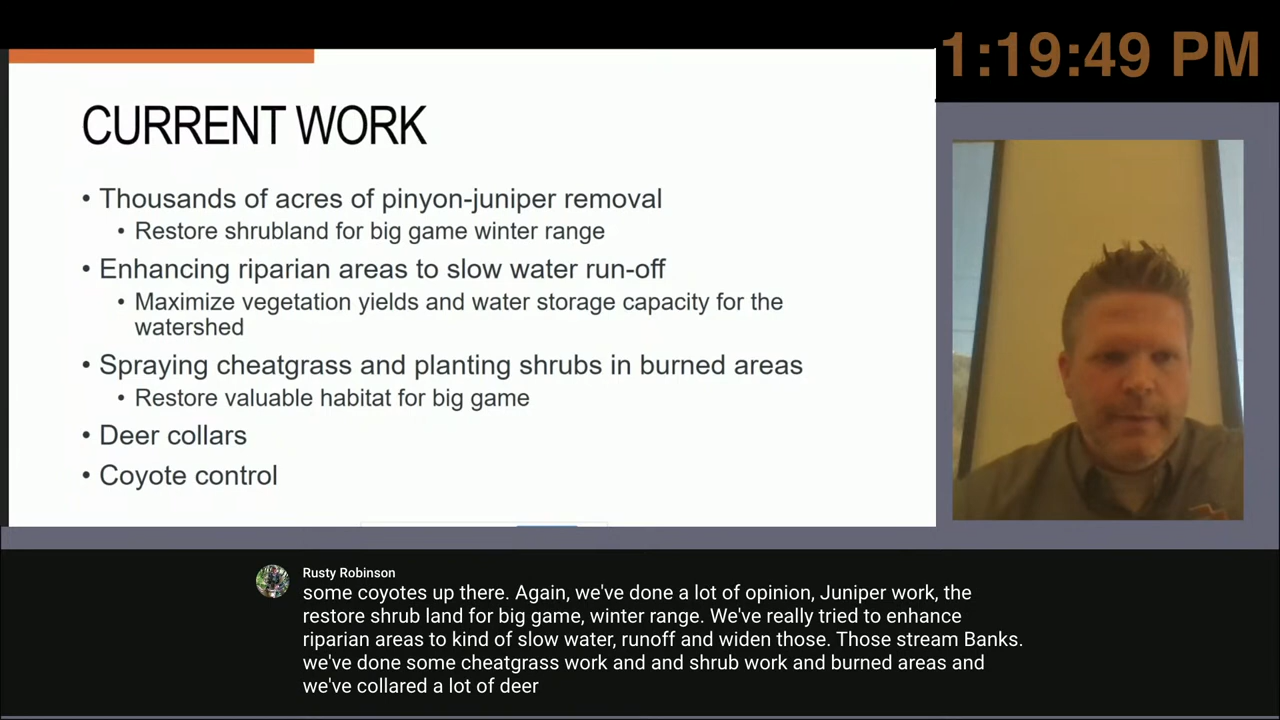 1:19:49 PM
CURRENT WORK
• Thousands of acres of pinyon-juniper removal
• Restore shrubland for big game winter range
• Enhancing riparian areas to slow water run-off
• Maximize vegetation yields and water storage capacity for the
watershed
• Spraying cheatgrass and planting shrubs in burned areas
• Restore valuable habitat for big game
• Deer collars
• Coyote control
Rusty Robinson
some coyotes up there. Again, we've done a lot of opinion, Juniper work, the
restore shrub land for big game, winter range. We've really tried to enhance
riparian areas to kind of slow water, runoff and widen those. Those stream Banks.
we've done some cheatgrass work and and shrub work and burned areas and
we've collared a lot of deer